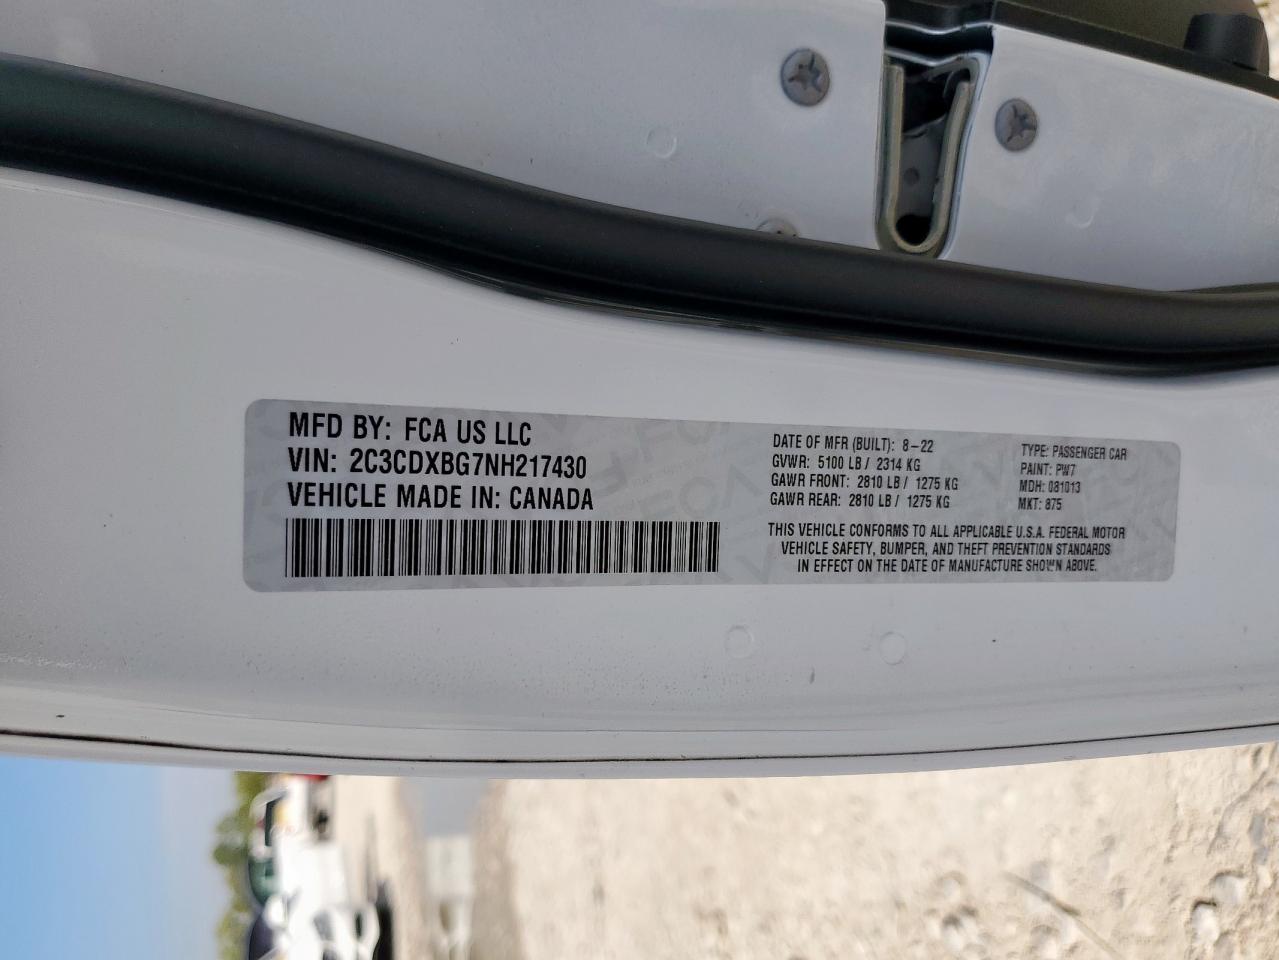 MFD BY: FCA US LLC
VIN: 2C3CDXBG7NH217430
VEHICLE MADE IN: CANADA
DATE OF MFR (BUILT): 8-22
GVWR: 5100 LB / 2314 KG
GAWR FRONT: 2810 LB / 1275 KG
GAWR REAR: 2810 LB / 1275 KG
TYPE: PASSENGER CAR
PAINT: PW7
MDH: 081013
MKT: 875
THIS VEHICLE CONFORMS TO ALL APPLICABLE U.S.A. FEDERAL MOTOR
VEHICLE SAFETY, BUMPER, AND THEFT PREVENTION STANDARDS
IN EFFECT ON THE DATE OF MANUFACTURE SHOWN ABOVE.